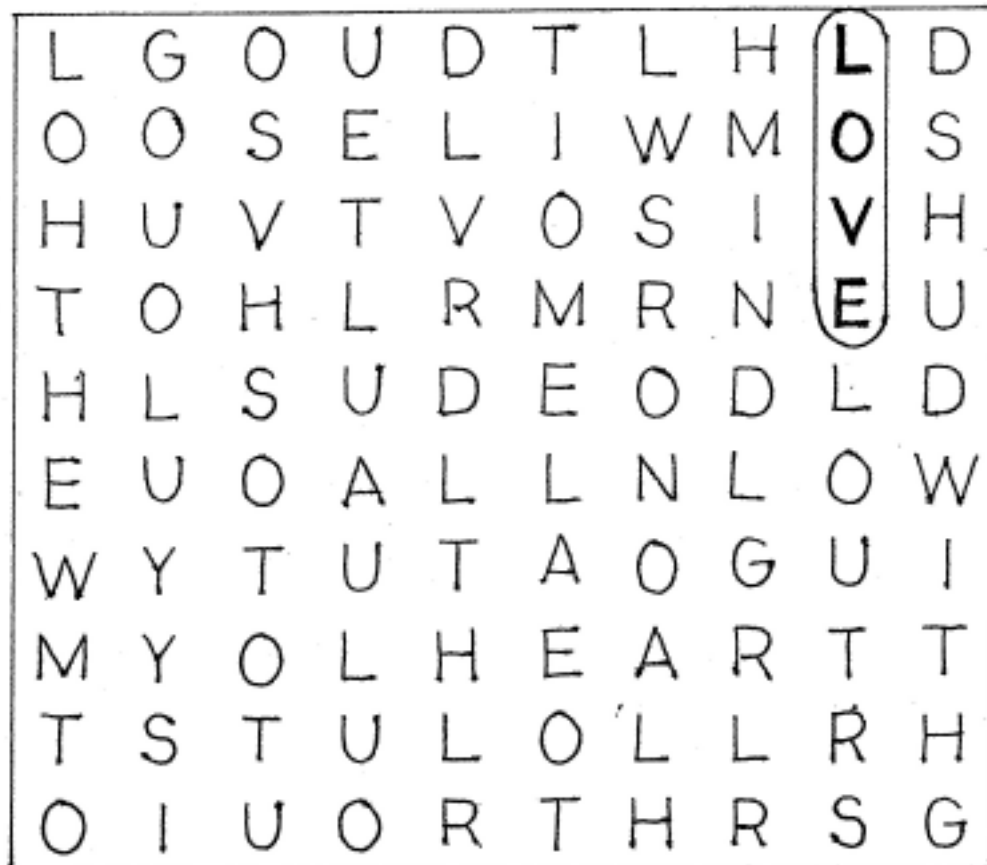 L G O U D T L H L D
O O S E L I W M O S
H U V T V O S I V H
T O H L R M R N E U
H L S U D E O D L D
E U O A L L N L O W
W Y T U T A O G U I
M Y O L H E A R T T
T S T U L O L L R H
O I U O R T H R S G